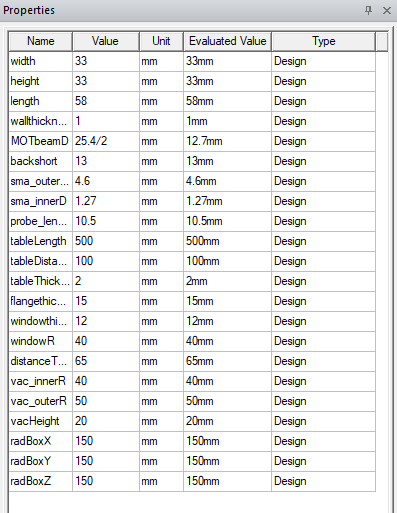 Properties
Name Value Unit Evaluated Value Type
width 33 mm 33mm Design
height 33 mm 33mm Design
length 58 mm 58mm Design
wallthickn... 1 mm 1mm Design
MOTbeamD 25.4/2 mm 12.7mm Design
backshort 13 mm 13mm Design
sma_outer... 4.6 mm 4.6mm Design
sma_innerD 1.27 mm 1.27mm Design
probe_len... 10.5 mm 10.5mm Design
tableLength 500 mm 500mm Design
tableDista... 100 mm 100mm Design
tableThick... 2 mm 2mm Design
flangethic... 15 mm 15mm Design
windowthi... 12 mm 12mm Design
windowR 40 mm 40mm Design
distanceT... 65 mm 65mm Design
vac_innerR 40 mm 40mm Design
vac_outerR 50 mm 50mm Design
vacHeight 20 mm 20mm Design
radBoxX 150 mm 150mm Design
radBoxY 150 mm 150mm Design
radBoxZ 150 mm 150mm Design